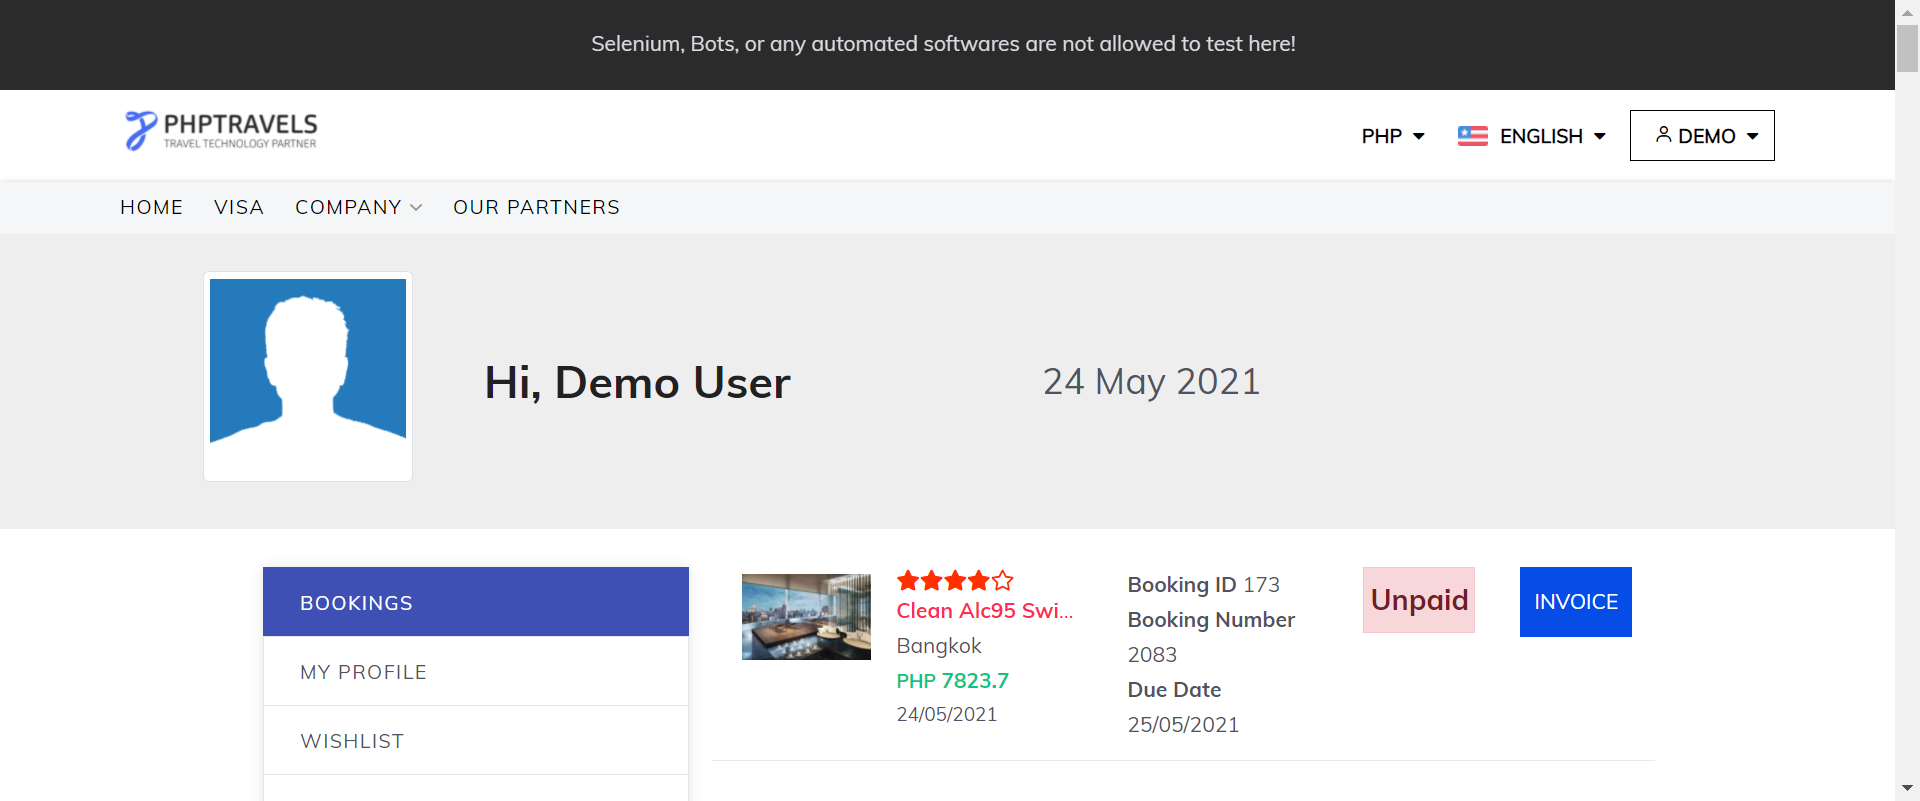 Selenium, Bots, or any automated softwares are not allowed to test here!
PHPTRAVELS
TRAVEL TECHNOLOGY PARTNER
PHP
ENGLISH
DEMO
HOME
VISA
COMPANY
OUR PARTNERS
Hi, Demo User
24 May 2021
BOOKINGS
MY PROFILE
WISHLIST
Clean Alc95 Swi...
Bangkok
PHP 7823.7
24/05/2021
Booking ID 173
Booking Number
2083
Due Date
25/05/2021
Unpaid
INVOICE